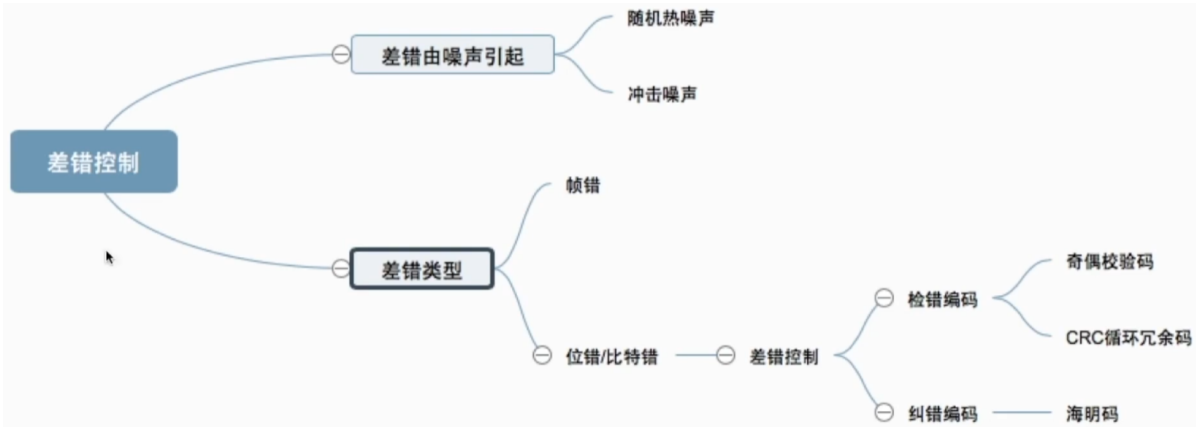 随机热噪声
差错由噪声引起
冲击噪声
差错控制
帧错
差错类型
奇偶校验码
检错编码
CRC循环冗余码
位错/比特错
差错控制
纠错编码
海明码